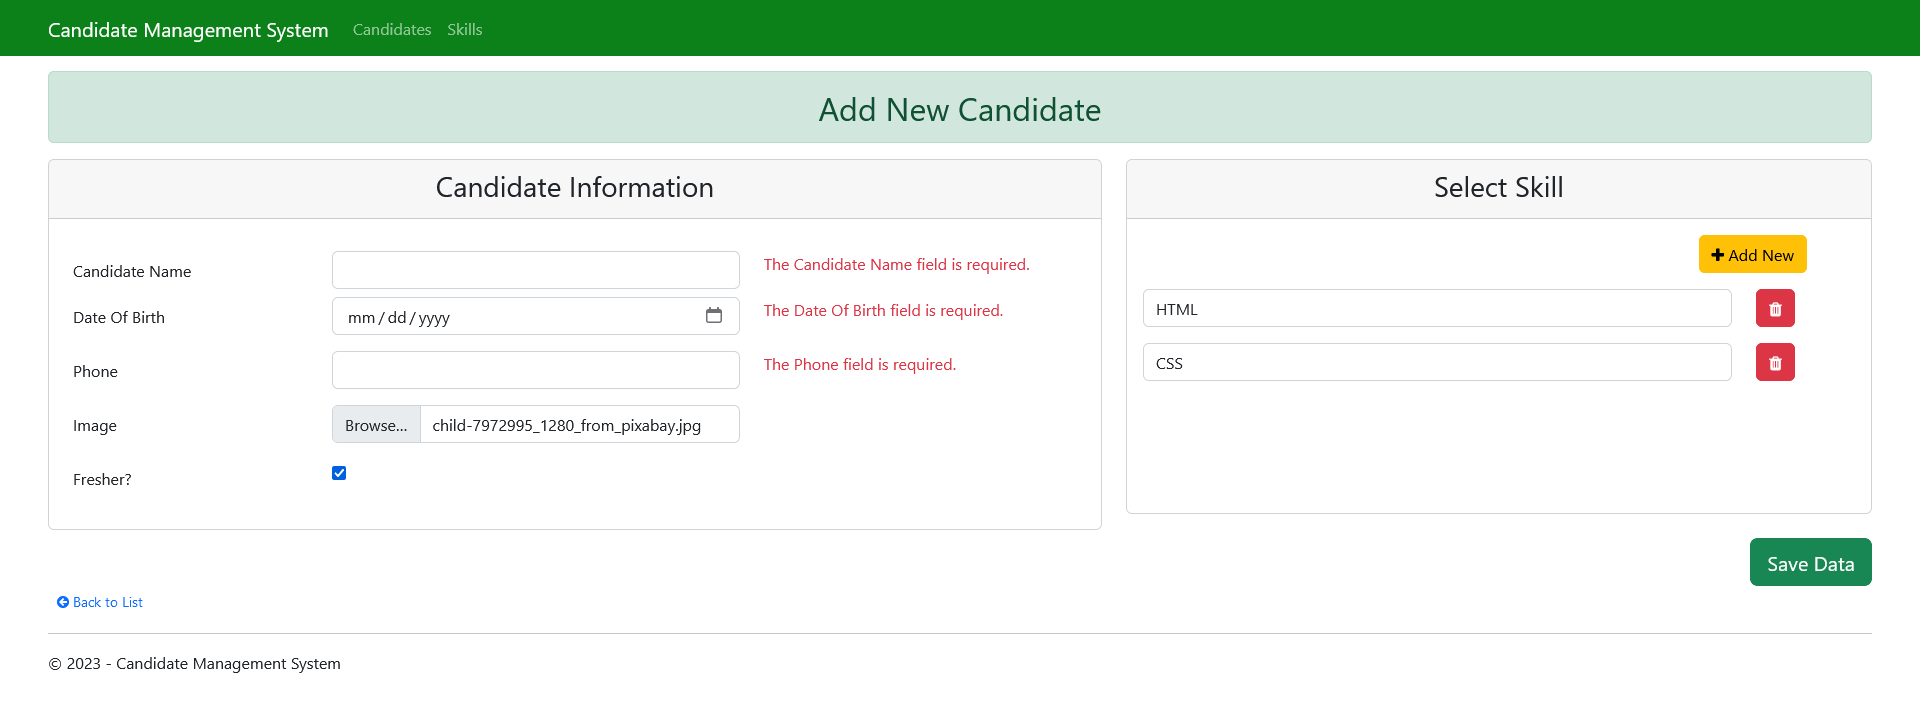 Candidate Management System Candidates Skills
Add New Candidate
Candidate Information
Candidate Name The Candidate Name field is required.
Date Of Birth mm/dd/yyyy The Date Of Birth field is required.
Phone The Phone field is required.
Image Browse... child-7972995_1280_from_pixabay.jpg
Fresher?
Select Skill
Add New
HTML
CSS
Save Data
Back to List
© 2023 - Candidate Management System